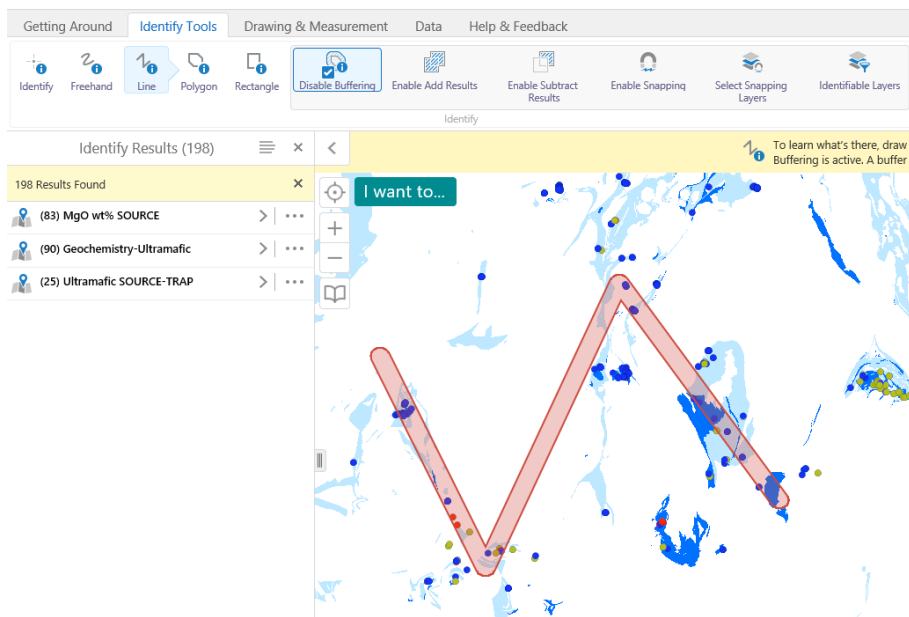 Getting Around Identify Tools Drawing & Measurement Data Help & Feedback
Identify Freehand Line Polygon Rectangle Disable Buffering Enable Add Results Enable Subtract Enable Snapping Select Snapping Identifiable Layers
Results Layers
Identify
Identify Results (198)
To learn what's there, draw
Buffering is active. A buffer
198 Results Found
I want to...
(83) MgO wt% SOURCE
(90) Geochemistry-Ultramafic
(25) Ultramafic SOURCE-TRAP